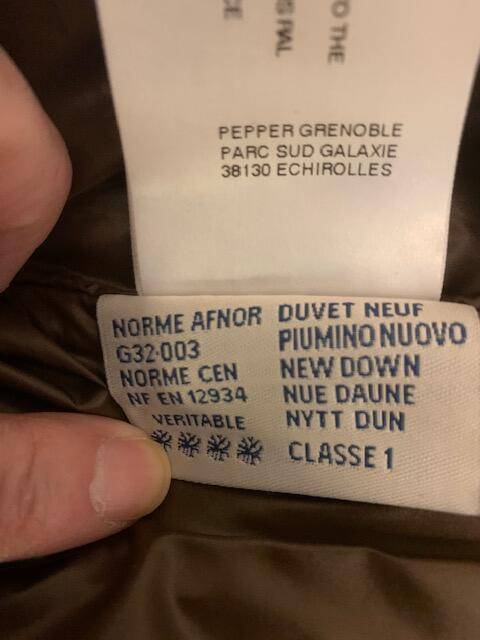 O THE
PEPPER GRENOBLE
PARC SUD GALAXIE
38130 ECHIROLLES
NORME AFNOR
G32·003
NORME CEN
NF EN 12934
VERITABLE
DUVET NEUF
PIUMINO NUOVO
NEW DOWN
NUE DAUNE
NYTT DUN
CLASSE 1